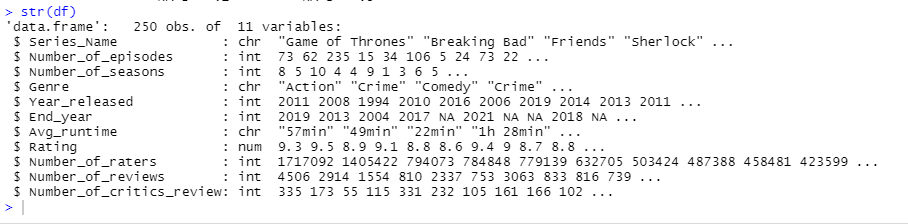 > str(df)
'data.frame':   250 obs. of  11 variables:
 $ Series_Name            : chr  "Game of Thrones" "Breaking Bad" "Friends" "Sherlock" ...
 $ Number_of_episodes     : int  73 62 235 15 34 106 5 24 73 22 ...
 $ Number_of_seasons      : int  8 5 10 4 4 9 1 3 6 5 ...
 $ Genre                  : chr  "Action" "Crime" "Comedy" "Crime" ...
 $ Year_released          : int  2011 2008 1994 2010 2016 2006 2019 2014 2013 2011 ...
 $ End_year               : int  2019 2013 2004 2017 NA 2021 NA NA 2018 NA ...
 $ Avg_runtime            : chr  "57min" "49min" "22min" "1h 28min" ...
 $ Rating                 : num  9.3 9.5 8.9 9.1 8.8 8.6 9.4 9 8.7 8.8 ...
 $ Number_of_raters       : int  1717092 1405422 794073 784848 779139 632705 503424 487388 458481 423599 ...
 $ Number_of_reviews      : int  4506 2914 1554 810 2337 753 3063 833 816 739 ...
 $ Number_of_critics_review: int  335 173 55 115 331 232 105 161 166 102 ...
>